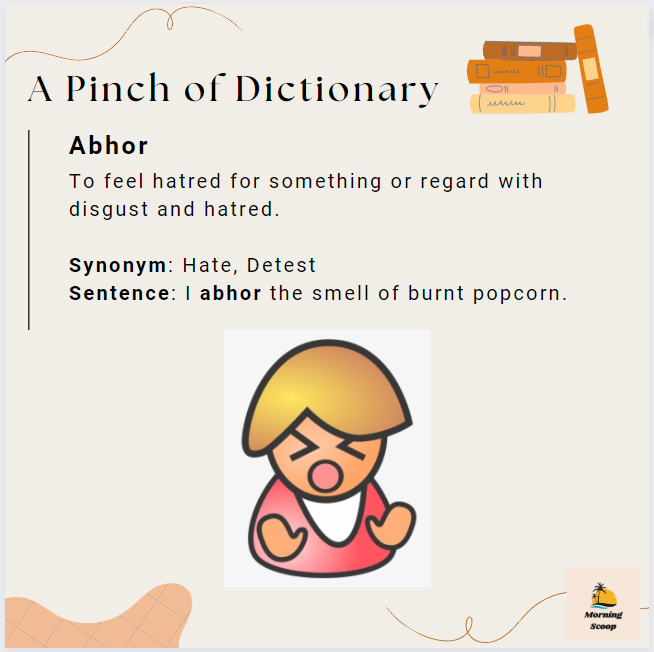 A Pinch of Dictionary
Abhor
To feel hatred for something or regard with
disgust and hatred.
Synonym: Hate, Detest
Sentence: I abhor the smell of burnt popcorn.
Morning
Scoop